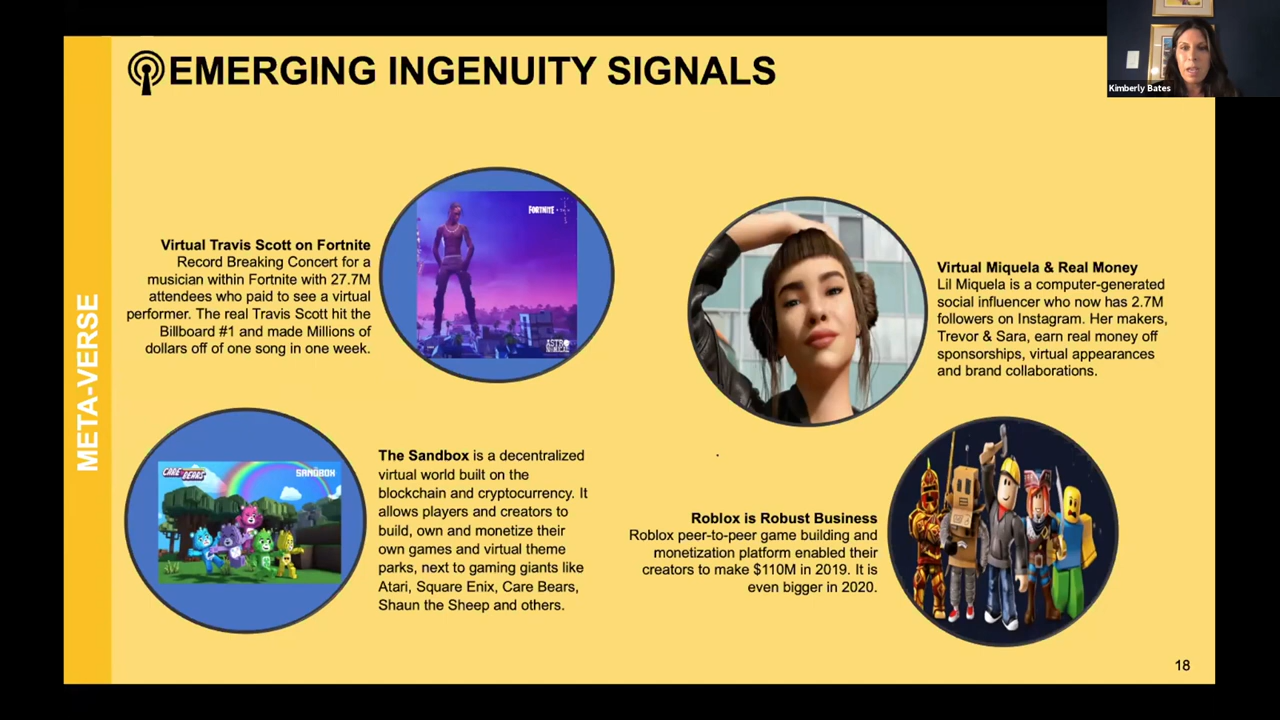 EMERGING INGENUITY SIGNALS
Kimberly Bates
META-VERSE
Virtual Travis Scott on Fortnite
Record Breaking Concert for a
musician within Fortnite with 27.7M
attendees who paid to see a virtual
performer. The real Travis Scott hit the
Billboard #1 and made Millions of
dollars off of one song in one week.
FORTNITE
ASTRO
NOMICAL
Virtual Miquela & Real Money
Lil Miquela is a computer-generated
social influencer who now has 2.7M
followers on Instagram. Her makers,
Trevor & Sara, earn real money off
sponsorships, virtual appearances
and brand collaborations.
CARE BEARS
SANDBOX
The Sandbox is a decentralized
virtual world built on the
blockchain and cryptocurrency. It
allows players and creators to
build, own and monetize their
own games and virtual theme
parks, next to gaming giants like
Atari, Square Enix, Care Bears,
Shaun the Sheep and others.
Roblox is Robust Business
Roblox peer-to-peer game building and
monetization platform enabled their
creators to make $110M in 2019. It is
even bigger in 2020.
18